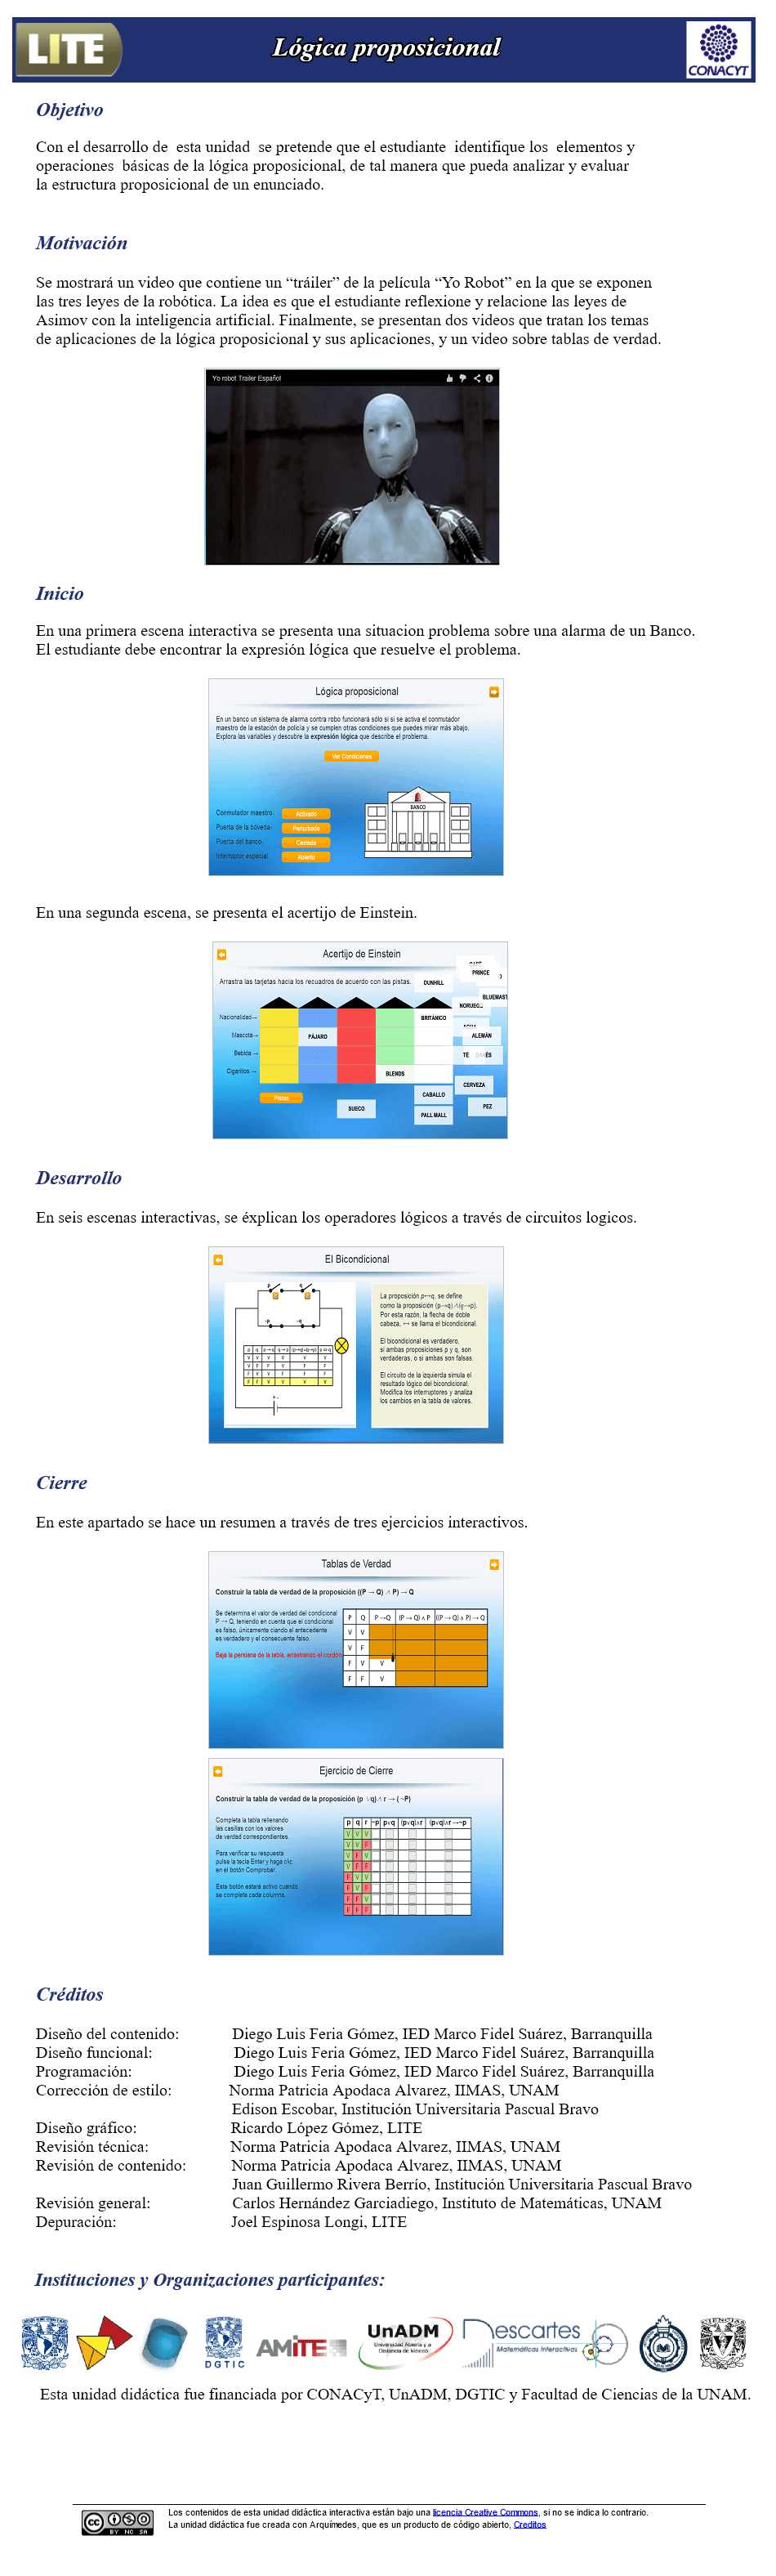 LITE
Lógica proposicional
CONACYT
Objetivo
Con el desarrollo de esta unidad se pretende que el estudiante identifique los elementos y
operaciones básicas de la lógica proposicional, de tal manera que pueda analizar y evaluar
la estructura proposicional de un enunciado.
Motivación
Se mostrará un video que contiene un “tráiler” de la película “Yo Robot” en la que se exponen
las tres leyes de la robótica. La idea es que el estudiante reflexione y relacione las leyes de
Asimov con la inteligencia artificial. Finalmente, se presentan dos videos que tratan los temas
de aplicaciones de la lógica proposicional y sus aplicaciones, y un video sobre tablas de verdad.
Yo robot Trailer Español
Inicio
En una primera escena interactiva se presenta una situacion problema sobre una alarma de un Banco.
El estudiante debe encontrar la expresión lógica que resuelve el problema.
Lógica proposicional
En un banco un sistema de alarma contra robo funcionará sólo si si se activa el conmutador
maestro de la estación de policía y se cumplen otras condiciones que puedes mirar más abajo.
Explora las variables y descubre la expresión lógica que describe el problema.
Ver Condiciones
BANCO
Conmutador maestro: Activado
Puerta de la bóveda: Perturbada
Puerta del banco: Cerrada
Interruptor especial: Abierto
En una segunda escena, se presenta el acertijo de Einstein.
Acertijo de Einstein
Arrastra las tarjetas hacia los recuadros de acuerdo con las pistas.
DUNHILL
PRINCE
BLUEMAST
NORUEGO
Nacionalidad→
BRITÁNICO
Mascota→
PÁJARO
ALEMÁN
Bebida →
TÉ
Cigarrillos →
BLENDS
CERVEZA
Pistas
SUECO
CABALLO
PEZ
PALL MALL
Desarrollo
En seis escenas interactivas, se éxplican los operadores lógicos a través de circuitos logicos.
El Bicondicional
p q
¬p ¬q
La proposición p↔q, se define
como la proposición (p→q)∧(q→p).
Por esta razón, la flecha de doble
cabeza, ↔ se llama el bicondicional.
El bicondicional es verdadero,
si ambas proposiciones p y q, son
verdaderas, o si ambas son falsas.
El circuito de la izquierda simula el
resultado lógico del bicondicional.
Modifica los interruptores y analiza
los cambios en la tabla de valores.
p q p→q q→p (p→q)∧(q→p) p↔q
V V V V V V
V F F V F F
F V V F F F
F F V V V V
Cierre
En este apartado se hace un resumen a través de tres ejercicios interactivos.
Tablas de Verdad
Construir la tabla de verdad de la proposición ((P → Q) ∧ P) → Q
Se determina el valor de verdad del condicional
P → Q, teniendo en cuenta que el condicional
es falso, únicamente ciando el antecedente
es verdadero y el consecuente falso.
Baja la persiana de la tabla, arrastrando el cordón
P Q P →Q (P → Q) ∧ P ((P → Q) ∧ P) → Q
V V
V F
F V V
F F V
Ejercicio de Cierre
Construir la tabla de verdad de la proposición (p ∨q)∧ r → (¬P)
Completa la tabla rellenando
las casillas con los valores
de verdad correspondientes.
Para verificar su respuesta
pulse la tecla Enter y haga clic
en el botón Comprobar.
Este botón estará activo cuando
se completa cada columna.
p q r ¬p p∨q (p∨q)∧r (p∨q)∧r →¬p
V V V
V V F
V F V
V F F
F V V
F V F
F F V
F F F
Créditos
Diseño del contenido: Diego Luis Feria Gómez, IED Marco Fidel Suárez, Barranquilla
Diseño funcional: Diego Luis Feria Gómez, IED Marco Fidel Suárez, Barranquilla
Programación: Diego Luis Feria Gómez, IED Marco Fidel Suárez, Barranquilla
Corrección de estilo: Norma Patricia Apodaca Alvarez, IIMAS, UNAM
Edison Escobar, Institución Universitaria Pascual Bravo
Diseño gráfico: Ricardo López Gómez, LITE
Revisión técnica: Norma Patricia Apodaca Alvarez, IIMAS, UNAM
Revisión de contenido: Norma Patricia Apodaca Alvarez, IIMAS, UNAM
Juan Guillermo Rivera Berrío, Institución Universitaria Pascual Bravo
Revisión general: Carlos Hernández Garciadiego, Instituto de Matemáticas, UNAM
Depuración: Joel Espinosa Longi, LITE
Instituciones y Organizaciones participantes:
DGTIC
AMITE
UnADM
Universidad Abierta y a
Distancia de México
Descartes
Matemáticas interactivas
CIENCIAS
Esta unidad didáctica fue financiada por CONACyT, UnADM, DGTIC y Facultad de Ciencias de la UNAM.
cc BY NC SA
Los contenidos de esta unidad didáctica interactiva están bajo una licencia Creative Commons, si no se indica lo contrario.
La unidad didáctica fue creada con Arquímedes, que es un producto de código abierto, Creditos